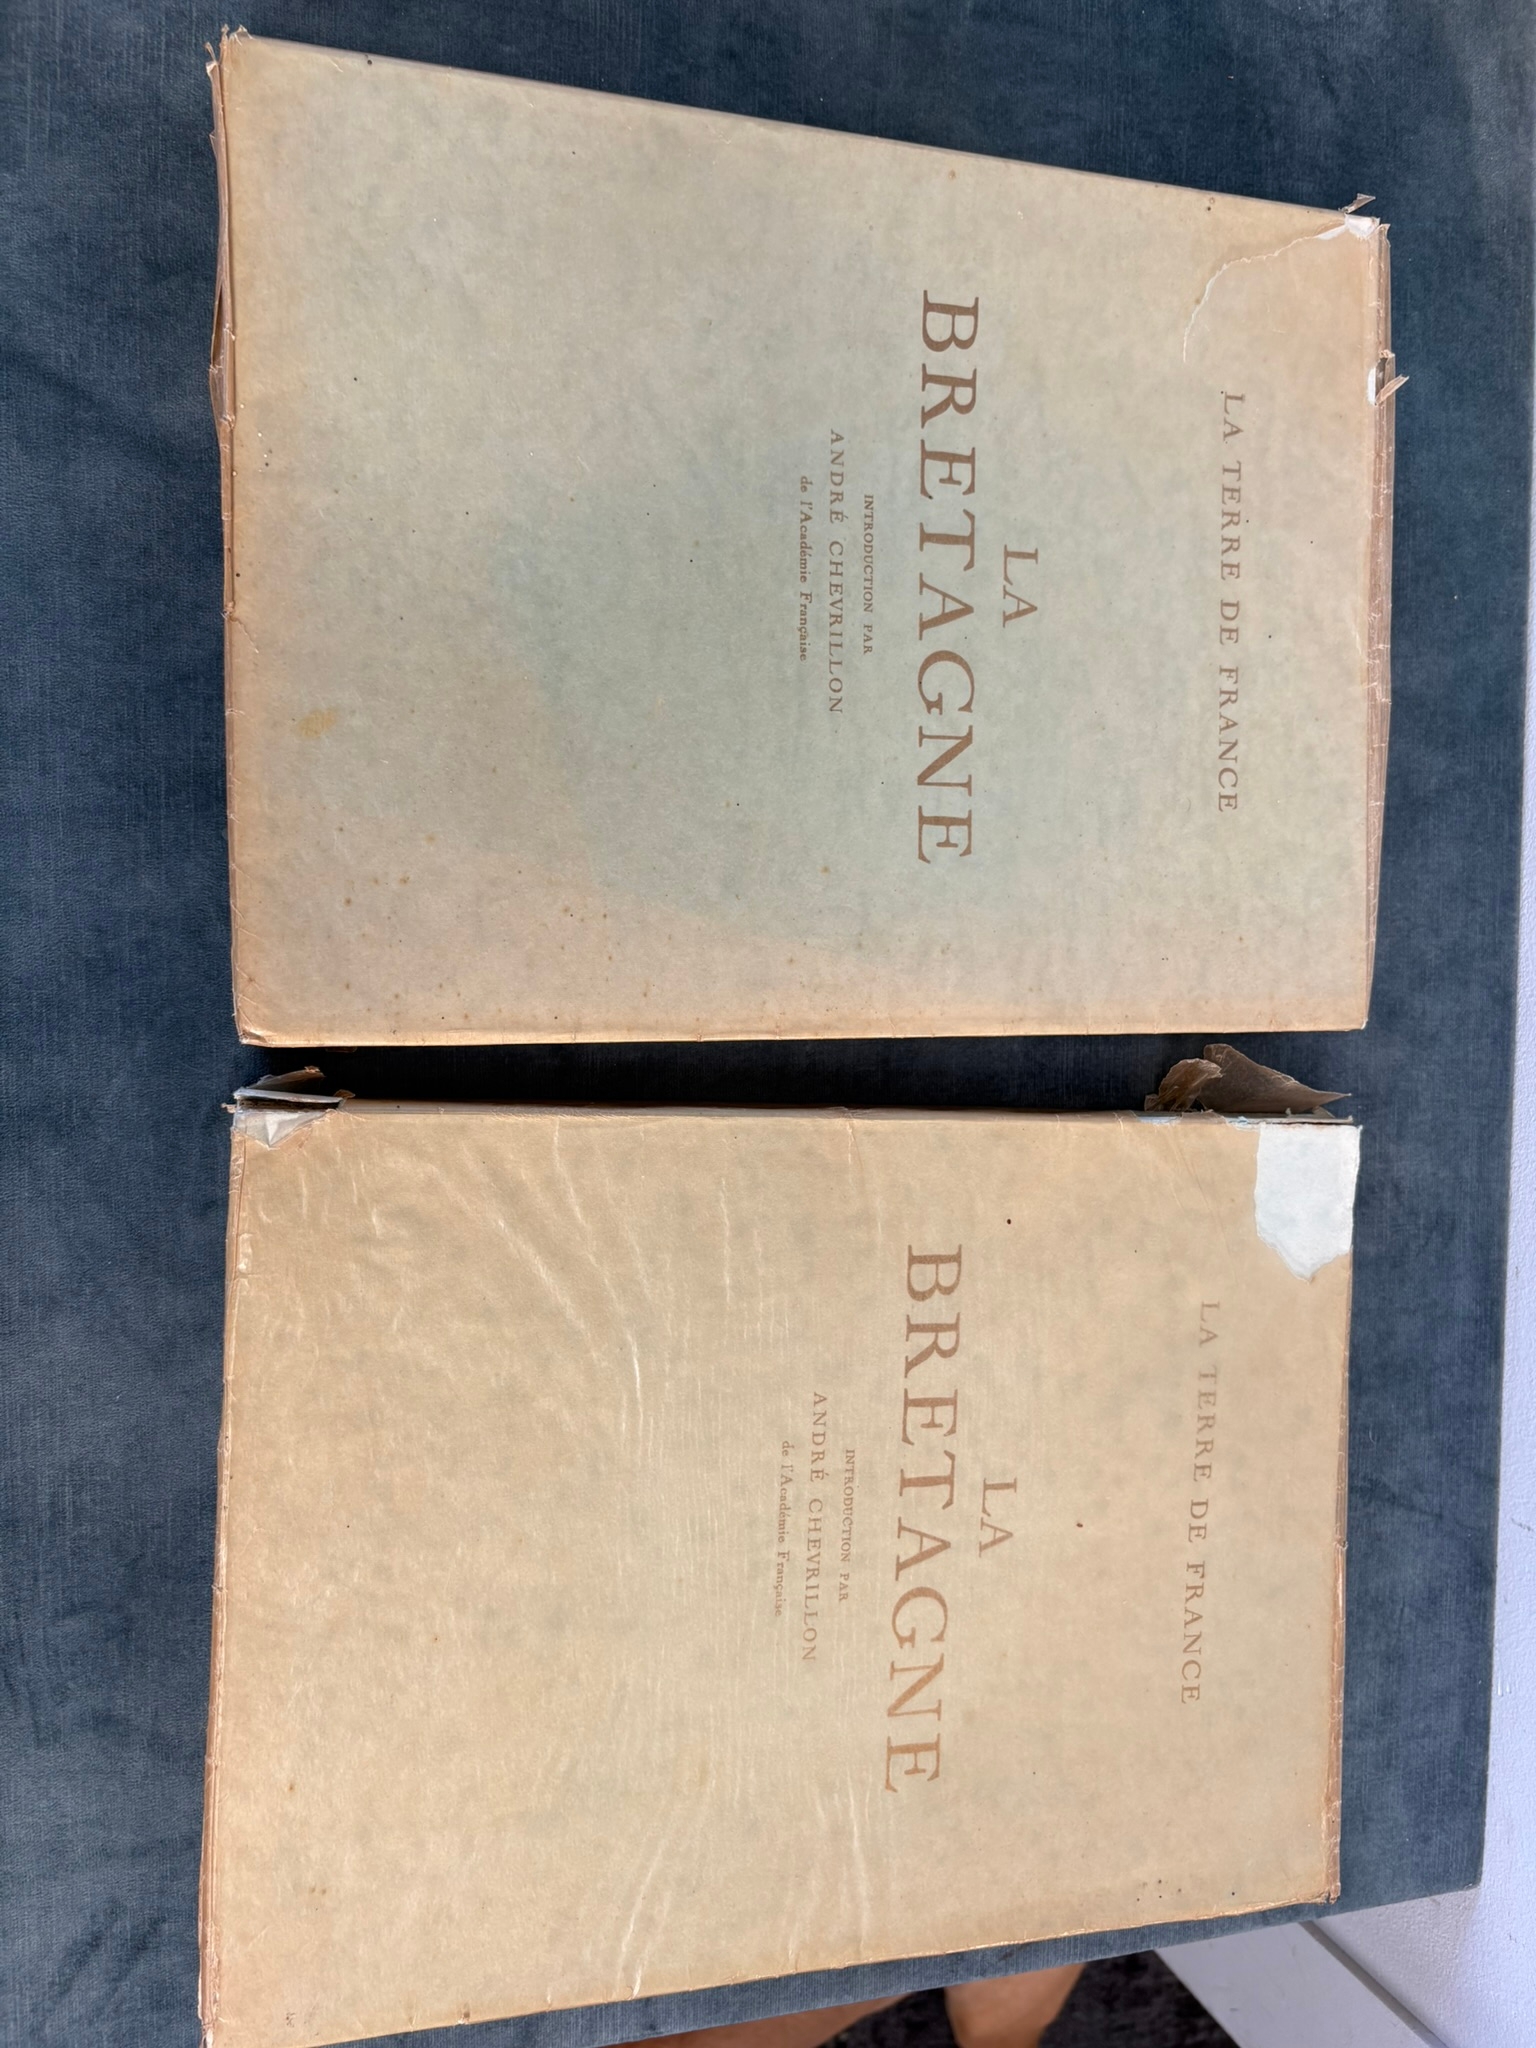 LA TERRE DE FRANCE
LA
BRETAGNE
INTRODUCTION PAR
ANDRÉ CHEVRILLON
de l'Académie Française
LA TERRE DE FRANCE
LA
BRETAGNE
INTRODUCTION PAR
ANDRÉ CHEVRILLON
de l'Académie Française